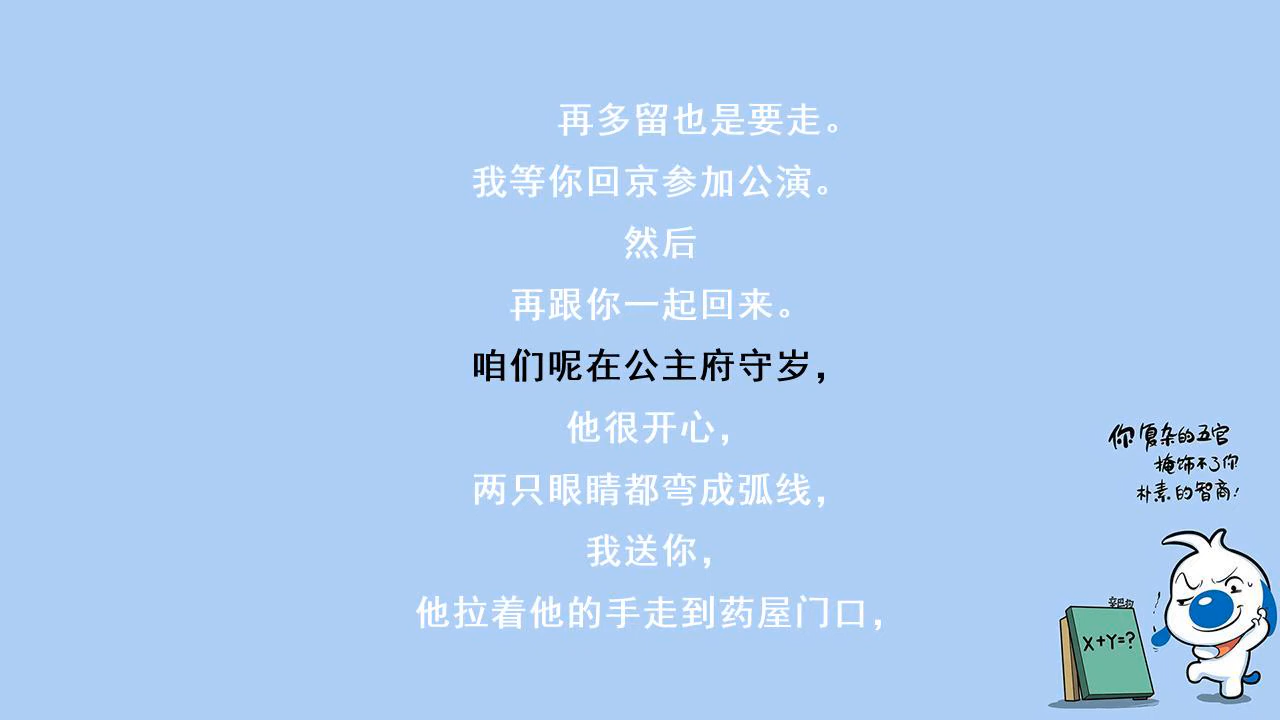 再多留也是要走。
我等你回京参加公演。
然后
再跟你一起回来。
咱们呢在公主府守岁，
他很开心，
两只眼睛都弯成弧线，
我送你，
他拉着他的手走到药屋门口，
你复杂的五官
掩饰不了你
朴素的智商！
X+Y=?